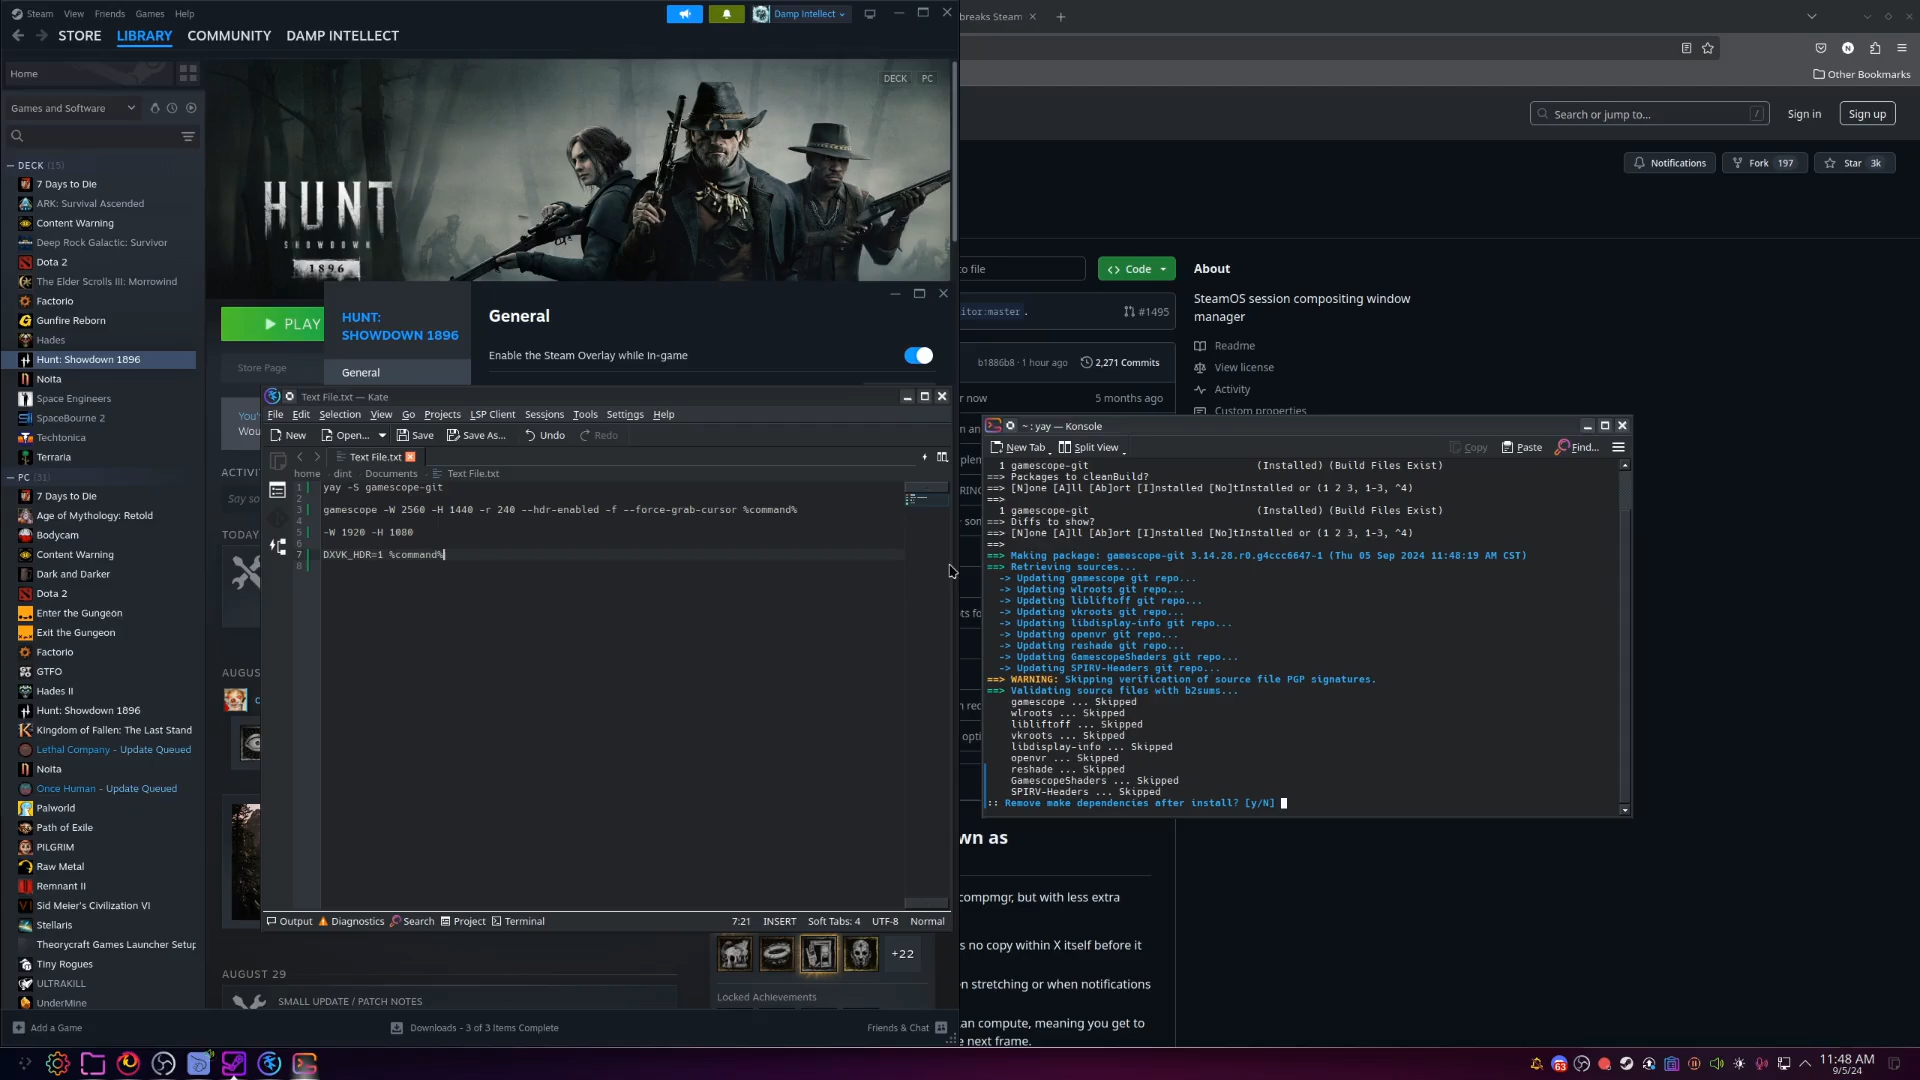 Steam View Friends Games Help
Damp Intellect
STORE LIBRARY COMMUNITY DAMP INTELLECT
Home
Games and Software
DECK (15)
7 Days to Die
ARK: Survival Ascended
Content Warning
Deep Rock Galactic: Survivor
Dota 2
The Elder Scrolls III: Morrowind
Factorio
Gunfire Reborn
Hades
Hunt: Showdown 1896
Noita
Space Engineers
SpaceBourne 2
Techtonica
Terraria
PC (31)
7 Days to Die
Age of Mythology: Retold
Bodycam
Content Warning
Dark and Darker
Dota 2
Enter the Gungeon
Exit the Gungeon
Factorio
GTFO
Hades II
Hunt: Showdown 1896
Kingdom of Fallen: The Last Stand
Lethal Company - Update Queued
Noita
Once Human - Update Queued
Palworld
Path of Exile
PILGRIM
Raw Metal
Remnant II
Sid Meier's Civilization VI
Stellaris
Theorycraft Games Launcher Setup
Tiny Rogues
ULTRAKILL
UnderMine
Add a Game
DECK PC
HUNT
SHOWDOWN
1896
PLAY
Store Page
You'
Wou
ACTIVI
Say so
TODAY
AUGUS
c
AUGUST 29
SMALL UPDATE / PATCH NOTES
+22
Locked Achievements
Downloads - 3 of 3 Items Complete
Friends & Chat
HUNT:
SHOWDOWN 1896
General
General
Enable the Steam Overlay while in-game
Text File.txt — Kate
File Edit Selection View Go Projects LSP Client Sessions Tools Settings Help
New Open... Save Save As... Undo Redo
Text File.txt
home dint Documents Text File.txt
1 yay -S gamescope-git
2
3 gamescope -W 2560 -H 1440 -r 240 --hdr-enabled -f --force-grab-cursor %command%
4
5 -W 1920 -H 1080
6
7 DXVK_HDR=1 %command%
8
Output Diagnostics Search Project Terminal
7:21 INSERT Soft Tabs: 4 UTF-8 Normal
breaks Steam
Other Bookmarks
Search or jump to... /
Sign in
Sign up
Notifications
Fork 197
Star 3k
to file
Code
About
SteamOS session compositing window
manager
Readme
View license
Activity
Custom properties
itor:master . #1495
b1886b8 · 1 hour ago 2,271 Commits
or now 5 months ago
~ : yay — Konsole
New Tab Split View Copy Paste Find...
1 gamescope-git (Installed) (Build Files Exist)
==> Packages to cleanBuild?
==> [N]one [A]ll [Ab]ort [I]nstalled [No]tInstalled or (1 2 3, 1-3, ^4)
==>
1 gamescope-git (Installed) (Build Files Exist)
==> Diffs to show?
==> [N]one [A]ll [Ab]ort [I]nstalled [No]tInstalled or (1 2 3, 1-3, ^4)
==>
==> Making package: gamescope-git 3.14.28.r0.g4ccc6647-1 (Thu 05 Sep 2024 11:48:19 AM CST)
==> Retrieving sources...
-> Updating gamescope git repo...
-> Updating wlroots git repo...
-> Updating libliftoff git repo...
-> Updating vkroots git repo...
-> Updating libdisplay-info git repo...
-> Updating openvr git repo...
-> Updating reshade git repo...
-> Updating GamescopeShaders git repo...
-> Updating SPIRV-Headers git repo...
==> WARNING: Skipping verification of source file PGP signatures.
==> Validating source files with b2sums...
gamescope ... Skipped
wlroots ... Skipped
libliftoff ... Skipped
vkroots ... Skipped
libdisplay-info ... Skipped
openvr ... Skipped
reshade ... Skipped
GamescopeShaders ... Skipped
SPIRV-Headers ... Skipped
:: Remove make dependencies after install? [y/N]
wn as
compmgr, but with less extra
s no copy within X itself before it
n stretching or when notifications
an compute, meaning you get to
e next frame.
63
11:48 AM
9/5/24